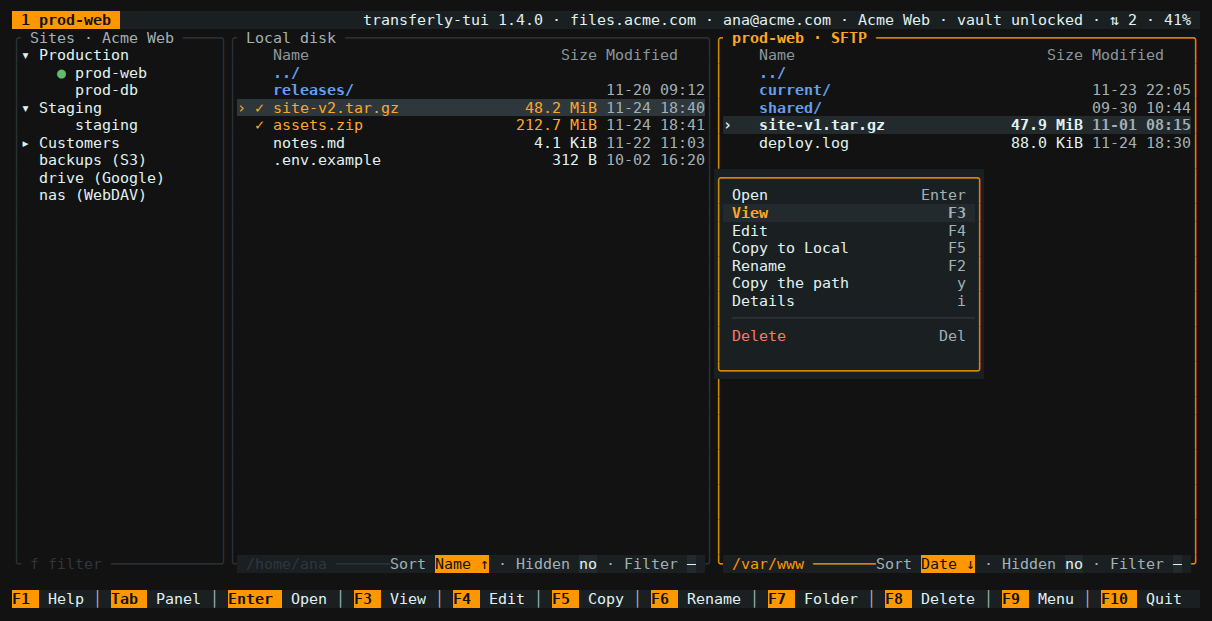 1 prod-web transferly-tui 1.4.0 · files.acme.com · ana@acme.com · Acme Web · vault unlocked · ⇅ 2 · 41%
Sites · Acme Web
▾ Production
● prod-web
prod-db
▾ Staging
staging
▸ Customers
backups (S3)
drive (Google)
nas (WebDAV)
f filter
Local disk
Name Size Modified
../
releases/ 11-20 09:12
› ✓ site-v2.tar.gz 48.2 MiB 11-24 18:40
✓ assets.zip 212.7 MiB 11-24 18:41
notes.md 4.1 KiB 11-22 11:03
.env.example 312 B 10-02 16:20
/home/ana Sort Name ↑ · Hidden no · Filter —
prod-web · SFTP
Name Size Modified
../
current/ 11-23 22:05
shared/ 09-30 10:44
› site-v1.tar.gz 47.9 MiB 11-01 08:15
deploy.log 88.0 KiB 11-24 18:30
Open Enter
View F3
Edit F4
Copy to Local F5
Rename F2
Copy the path y
Details i
Delete Del
/var/www Sort Date ↓ · Hidden no · Filter —
F1 Help │ Tab Panel │ Enter Open │ F3 View │ F4 Edit │ F5 Copy │ F6 Rename │ F7 Folder │ F8 Delete │ F9 Menu │ F10 Quit